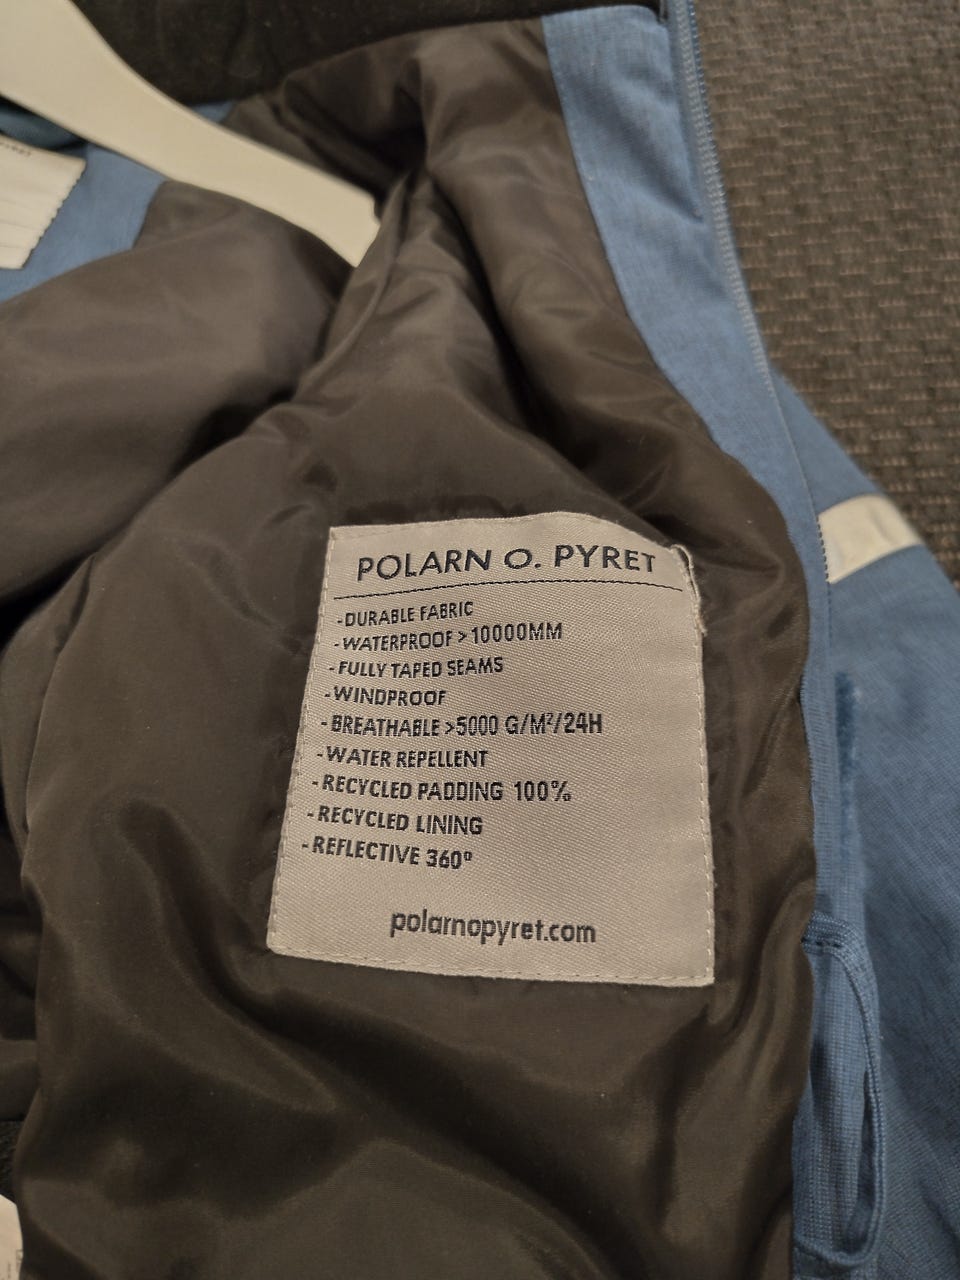 POLARN O. PYRET
-DURABLE FABRIC
-WATERPROOF >10000MM
-FULLY TAPED SEAMS
-WINDPROOF
-BREATHABLE >5000 G/M²/24H
-WATER REPELLENT
-RECYCLED PADDING 100%
-RECYCLED LINING
-REFLECTIVE 360°
polarnopyret.com